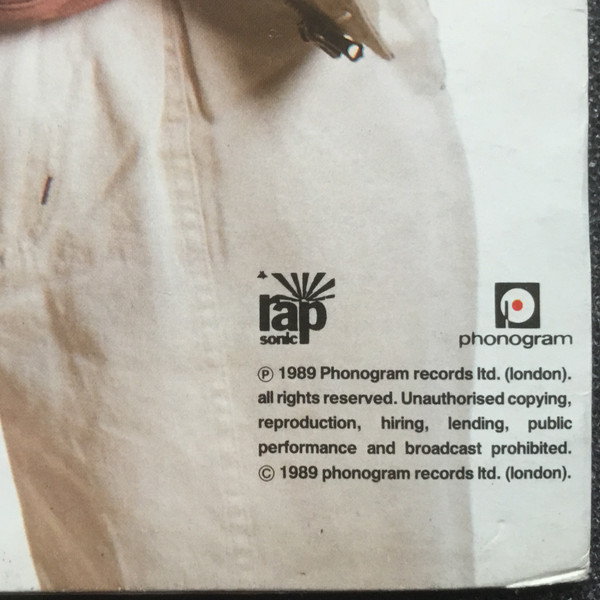 rap
sonic
phonogram
℗ 1989 Phonogram records ltd. (london).
all rights reserved. Unauthorised copying,
reproduction, hiring, lending, public
performance and broadcast prohibited.
© 1989 phonogram records ltd. (london).